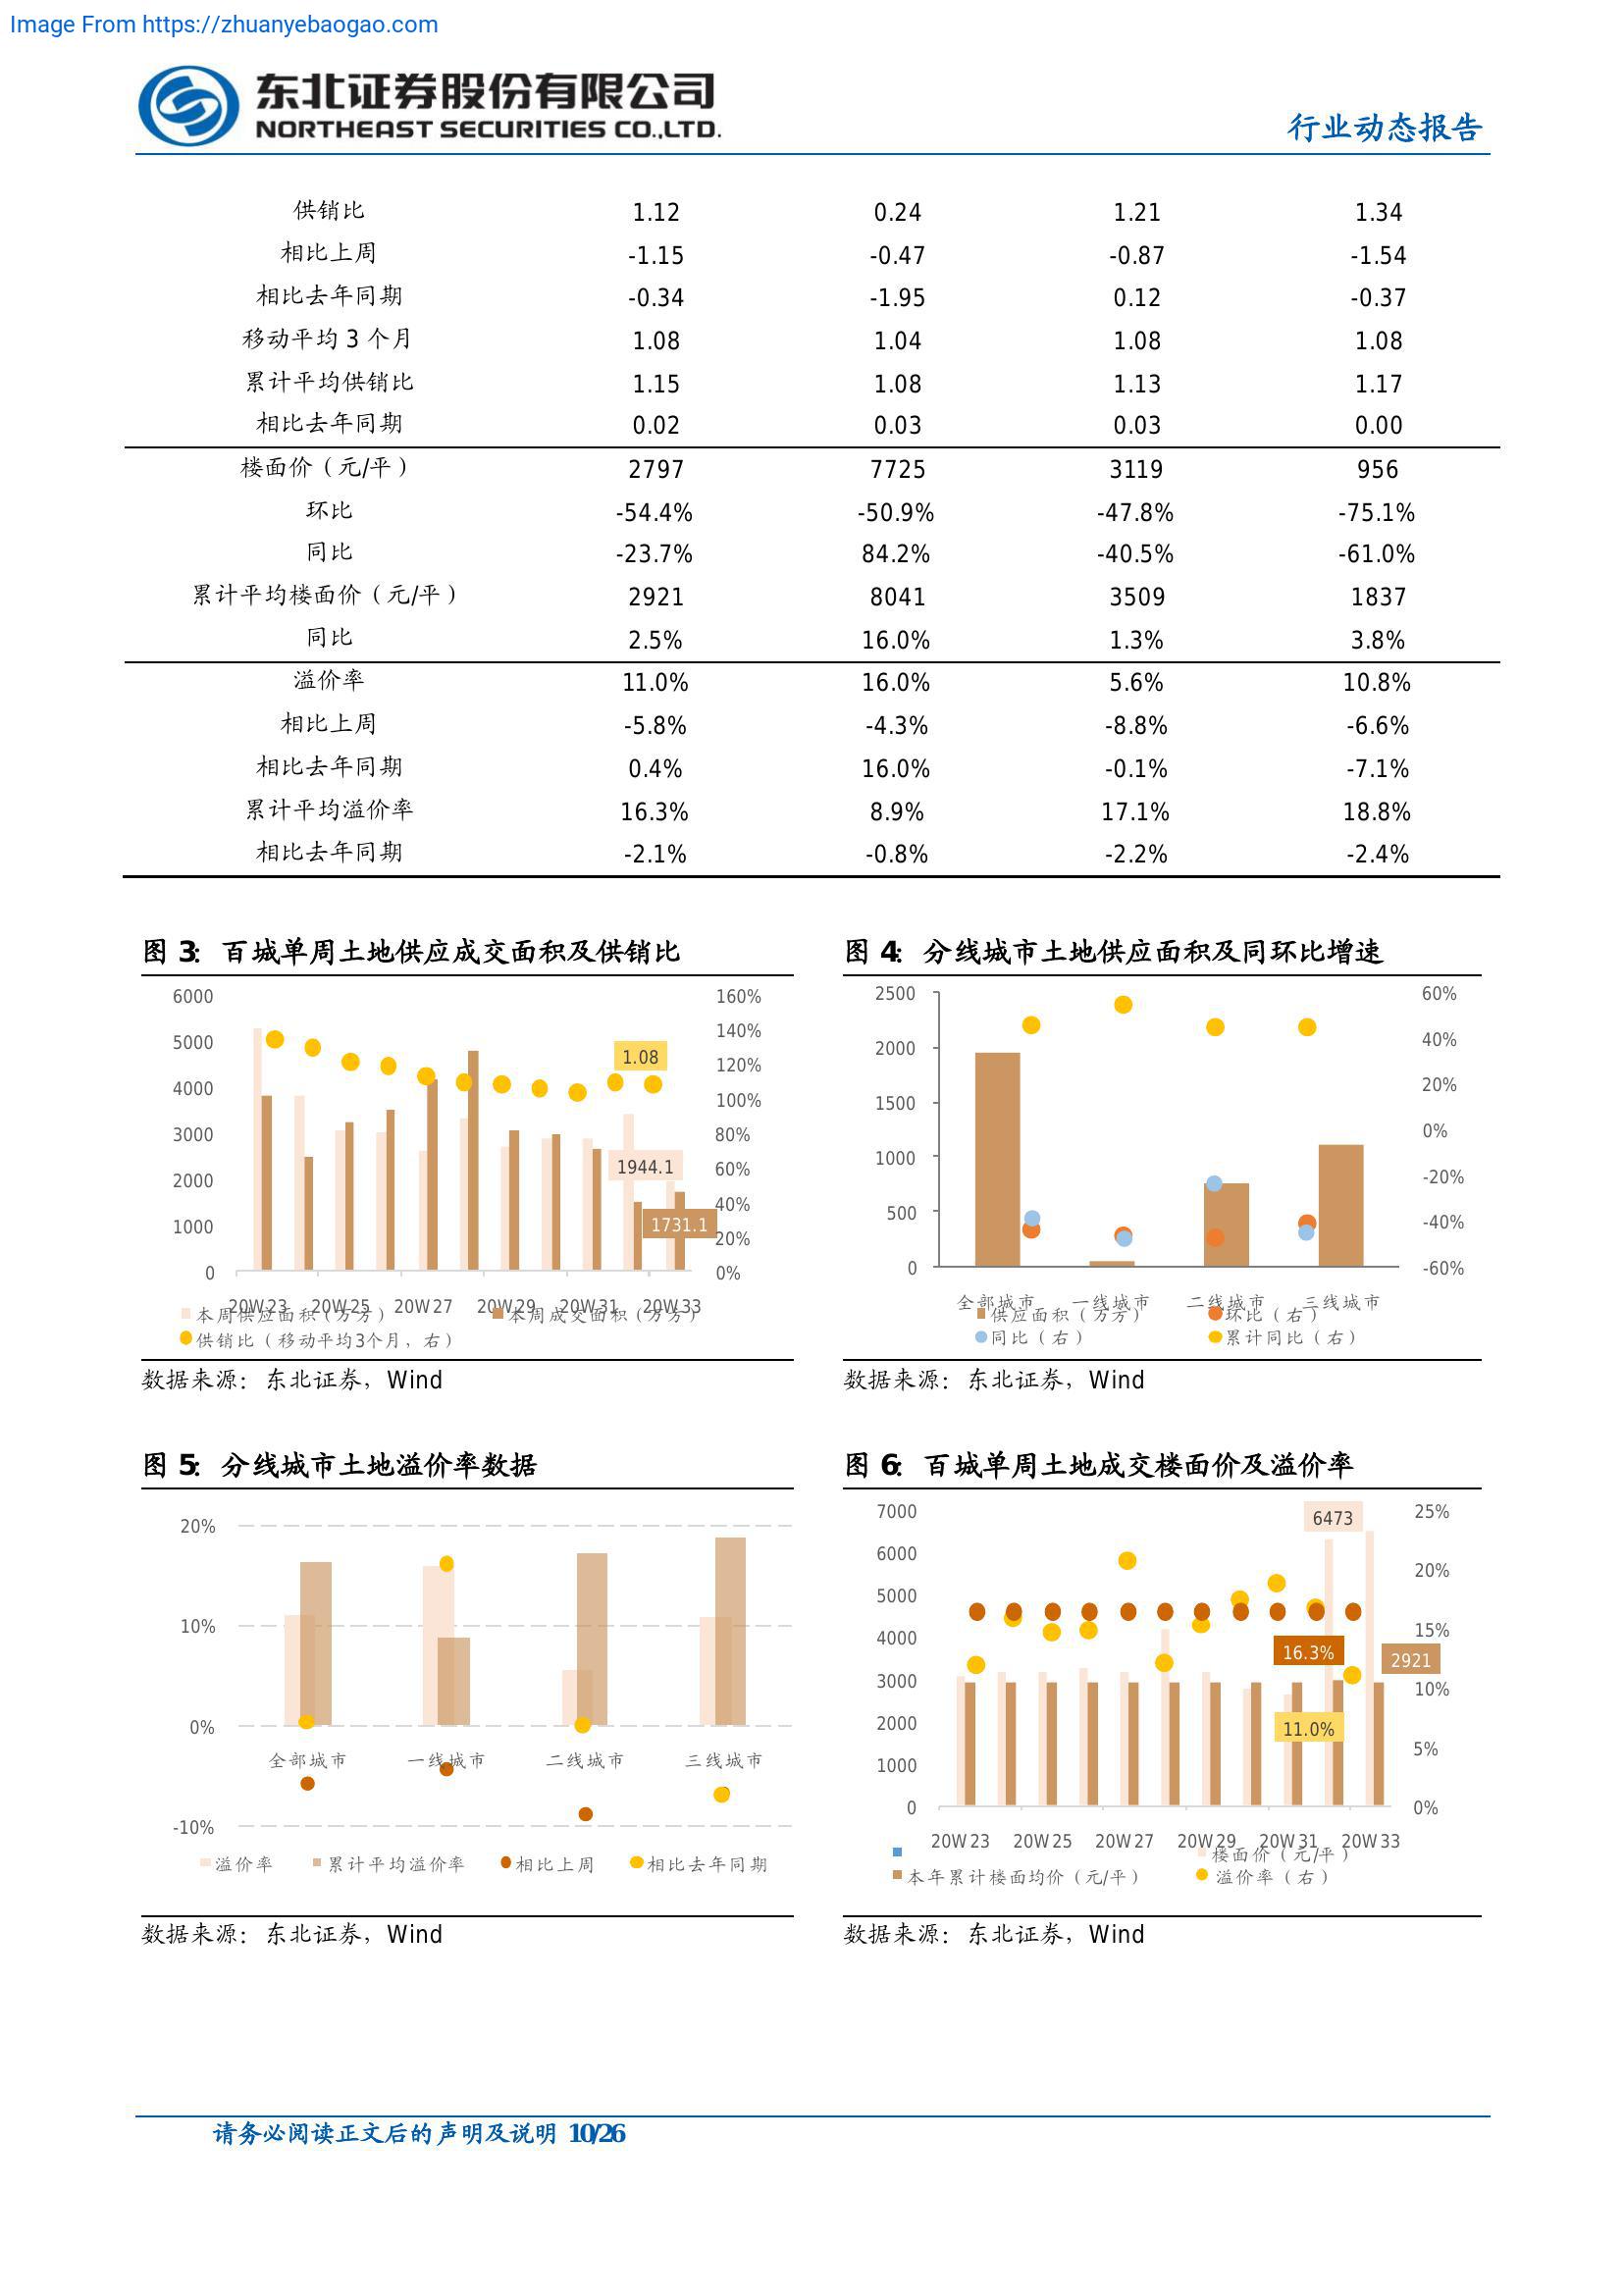 Image From https://zhuanyebaogao.com
东北证券股份有限公司
NORTHEAST SECURITIES CO.,LTD.
行业动态报告
供销比 1.12 0.24 1.21 1.34
相比上周 -1.15 -0.47 -0.87 -1.54
相比去年同期 -0.34 -1.95 0.12 -0.37
移动平均 3 个月 1.08 1.04 1.08 1.08
累计平均供销比 1.15 1.08 1.13 1.17
相比去年同期 0.02 0.03 0.03 0.00
楼面价（元/平） 2797 7725 3119 956
环比 -54.4% -50.9% -47.8% -75.1%
同比 -23.7% 84.2% -40.5% -61.0%
累计平均楼面价（元/平） 2921 8041 3509 1837
同比 2.5% 16.0% 1.3% 3.8%
溢价率 11.0% 16.0% 5.6% 10.8%
相比上周 -5.8% -4.3% -8.8% -6.6%
相比去年同期 0.4% 16.0% -0.1% -7.1%
累计平均溢价率 16.3% 8.9% 17.1% 18.8%
相比去年同期 -2.1% -0.8% -2.2% -2.4%
图 3：百城单周土地供应成交面积及供销比
6000 160%
140%
5000
1.08
120%
4000
100%
3000 80%
1944.1
60%
2000
40%
1731.1
1000
20%
0 0%
20W23 20W25 20W27 20W29 20W31 20W33
本周供应面积（万方） 本周成交面积（万方）
供销比（移动平均3个月，右）
数据来源：东北证券，Wind
图 4：分线城市土地供应面积及同环比增速
2500 60%
40%
2000
20%
1500
0%
1000
-20%
500 -40%
0 -60%
全部城市 一线城市 二线城市 三线城市
供应面积（万方） 环比（右）
同比（右） 累计同比（右）
数据来源：东北证券，Wind
图 5：分线城市土地溢价率数据
20%
10%
0%
全部城市 一线城市 二线城市 三线城市
-10%
溢价率 累计平均溢价率 相比上周 相比去年同期
数据来源：东北证券，Wind
图 6：百城单周土地成交楼面价及溢价率
7000 25%
6473
6000
20%
5000
4000 15%
16.3% 2921
3000
10%
2000
11.0%
5%
1000
0 0%
20W23 20W25 20W27 20W29 20W31 20W33
楼面价（元/平）
本年累计楼面均价（元/平） 溢价率（右）
数据来源：东北证券，Wind
请务必阅读正文后的声明及说明 10/26